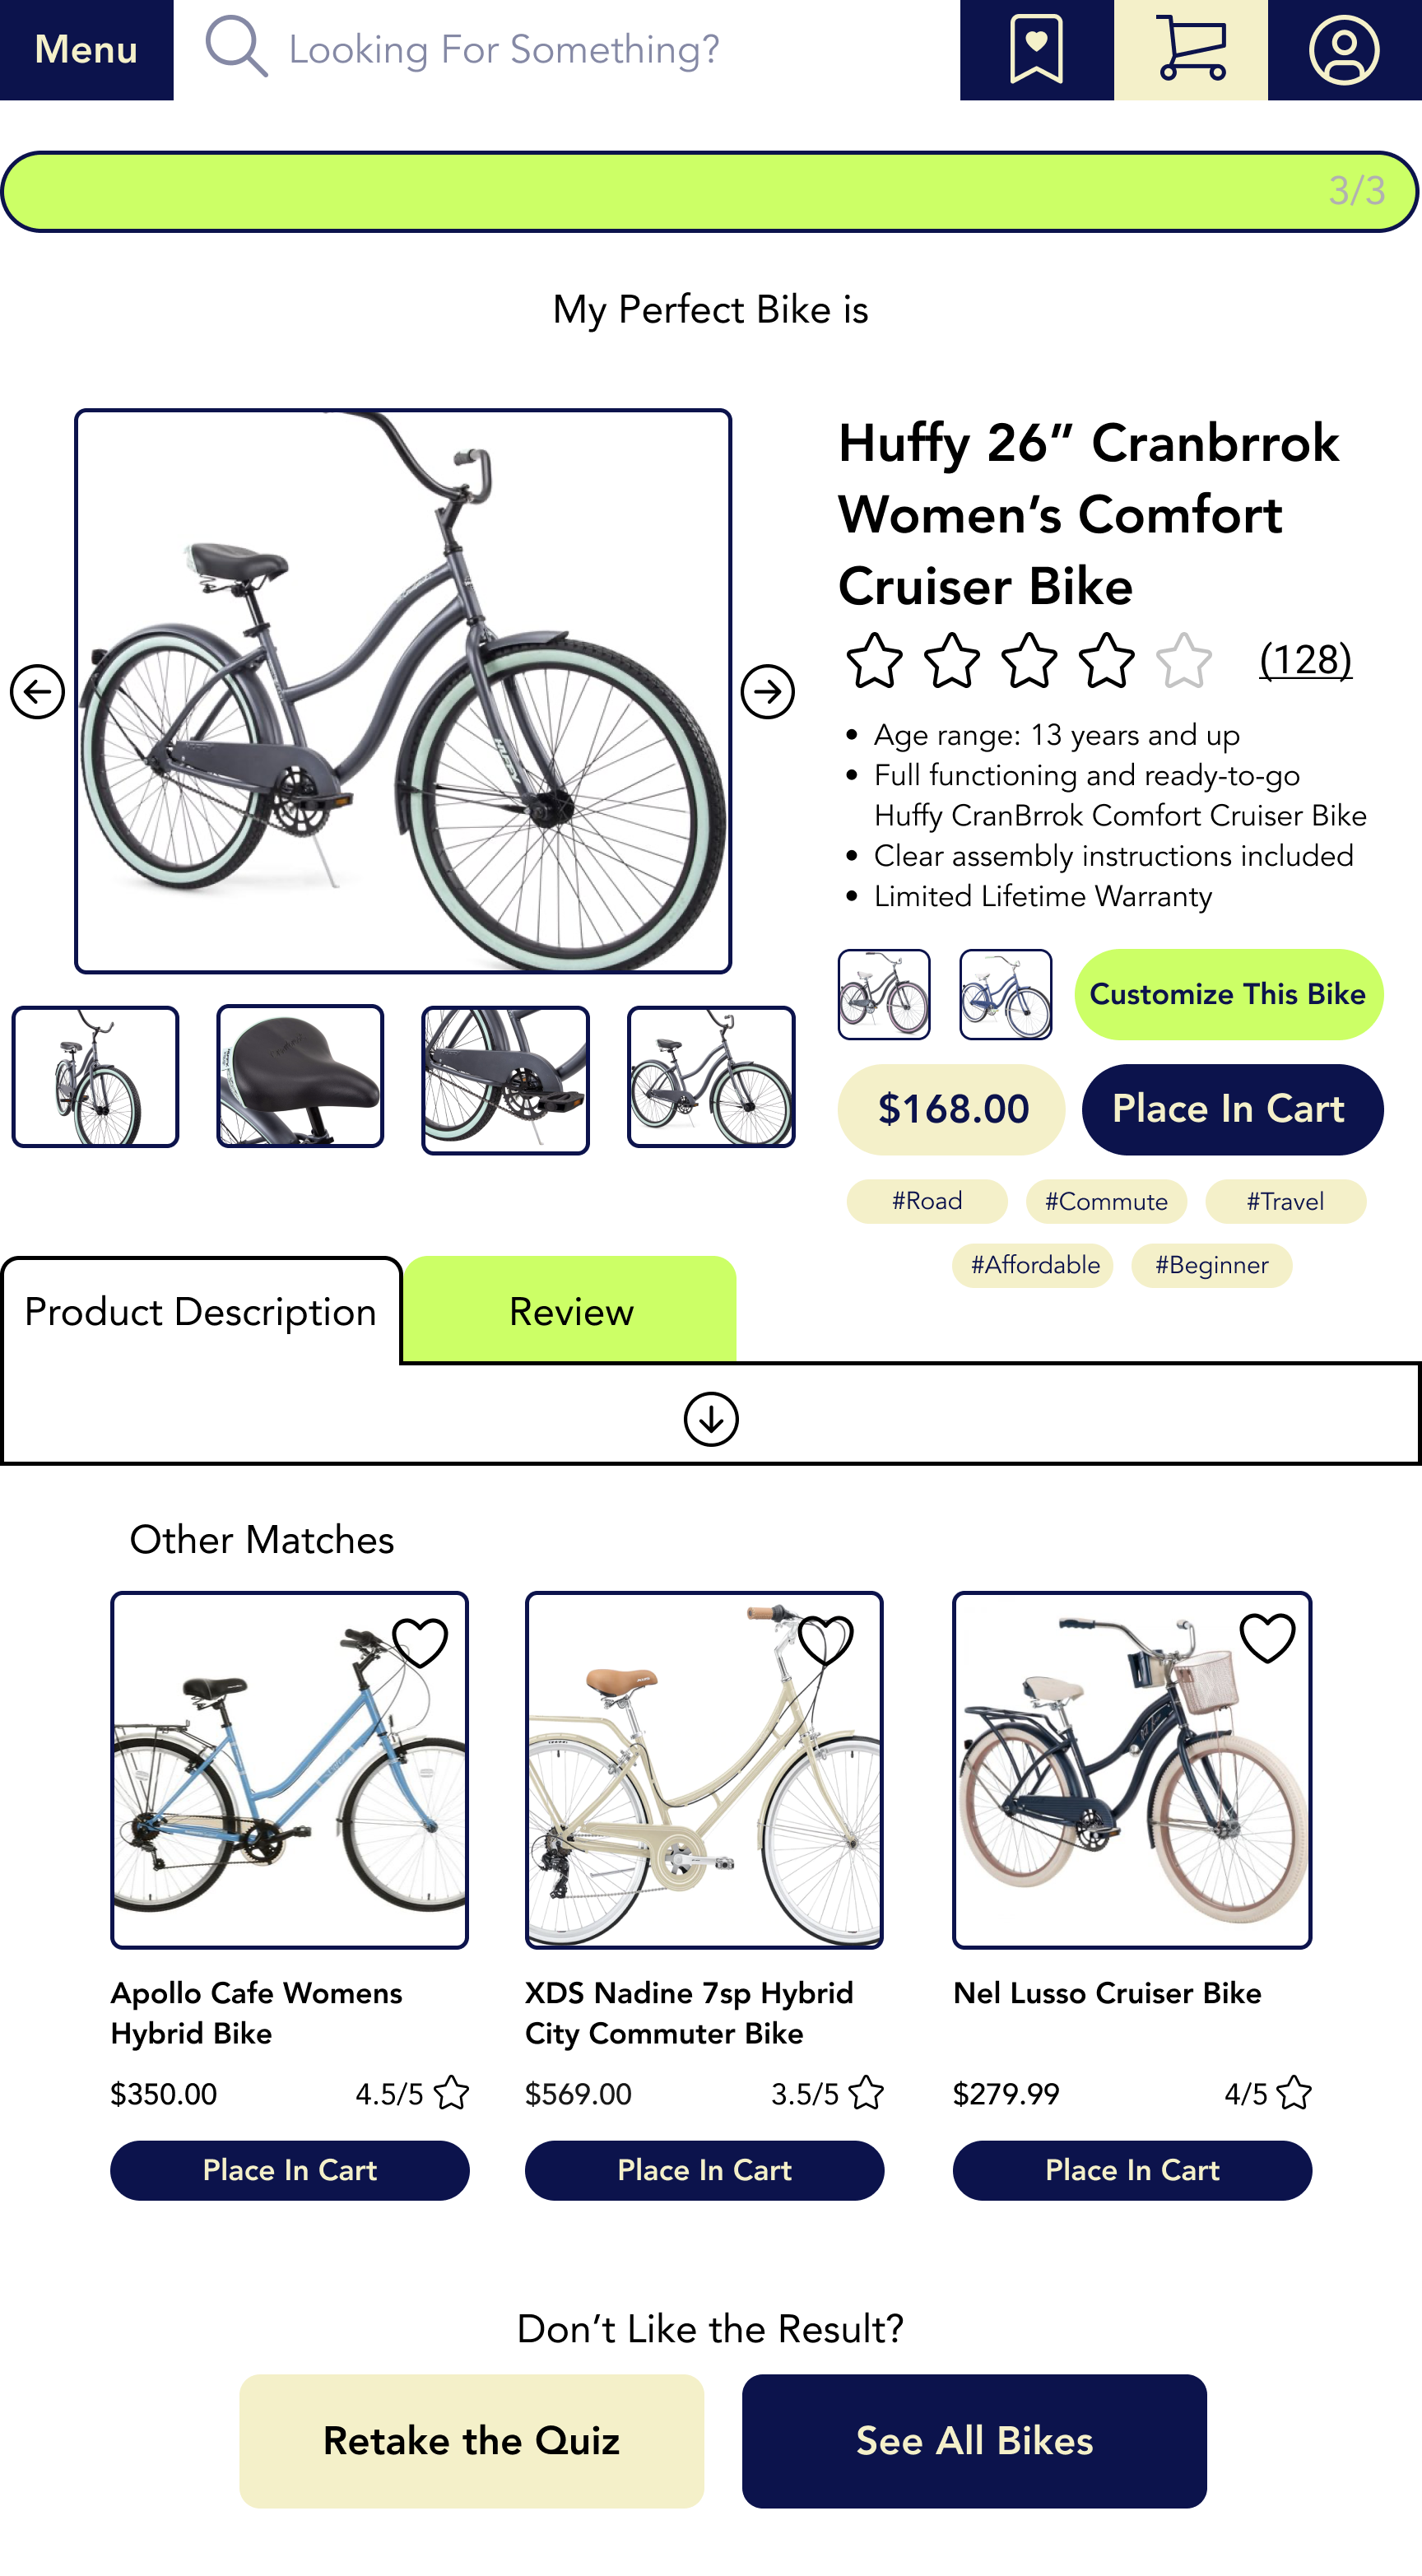 Menu
Looking For Something?
3/3
My Perfect Bike is
Huffy 26” Cranbrrok
Women’s Comfort
Cruiser Bike
(128)
• Age range: 13 years and up
• Full functioning and ready-to-go
Huffy CranBrrok Comfort Cruiser Bike
• Clear assembly instructions included
• Limited Lifetime Warranty
Customize This Bike
$168.00
Place In Cart
#Road
#Commute
#Travel
#Affordable
#Beginner
HUFFY
Product Description
Review
Other Matches
Apollo Cafe Womens
Hybrid Bike
$350.00
4.5/5
Place In Cart
XDS Nadine 7sp Hybrid
City Commuter Bike
$569.00
3.5/5
Place In Cart
Nel Lusso Cruiser Bike
$279.99
4/5
Place In Cart
Don’t Like the Result?
Retake the Quiz
See All Bikes